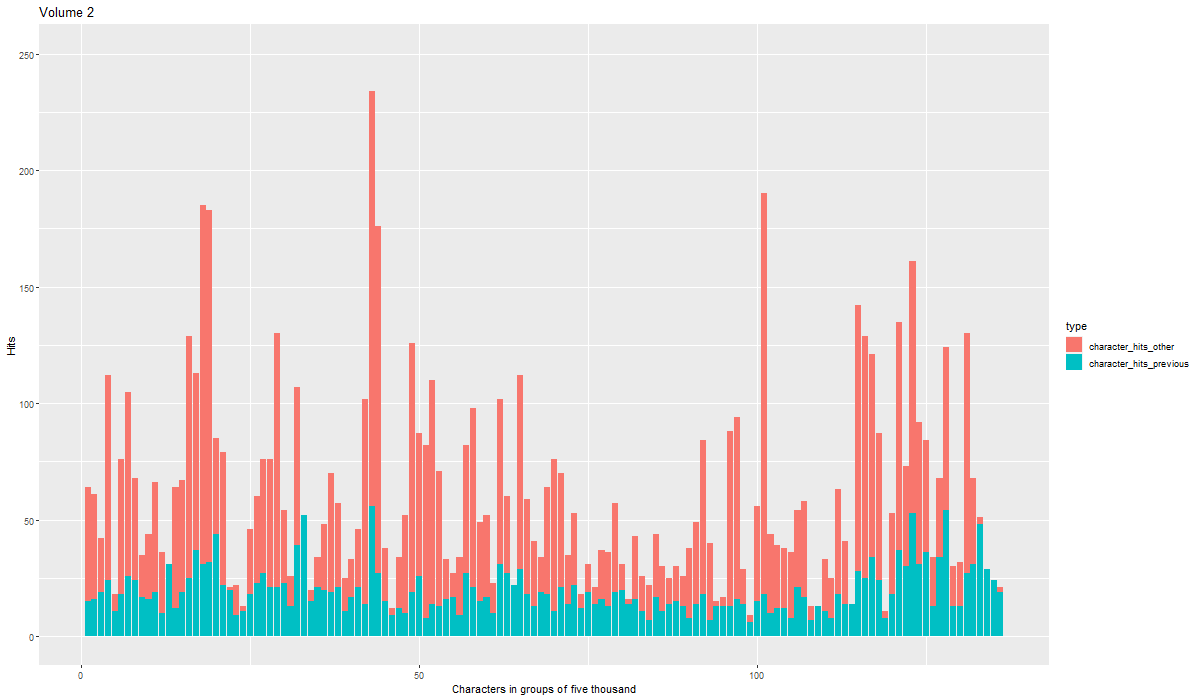 Volume 2
250
200
150
100
50
0
Hits
0 50 100
Characters in groups of five thousand
type
character_hits_other
character_hits_previous